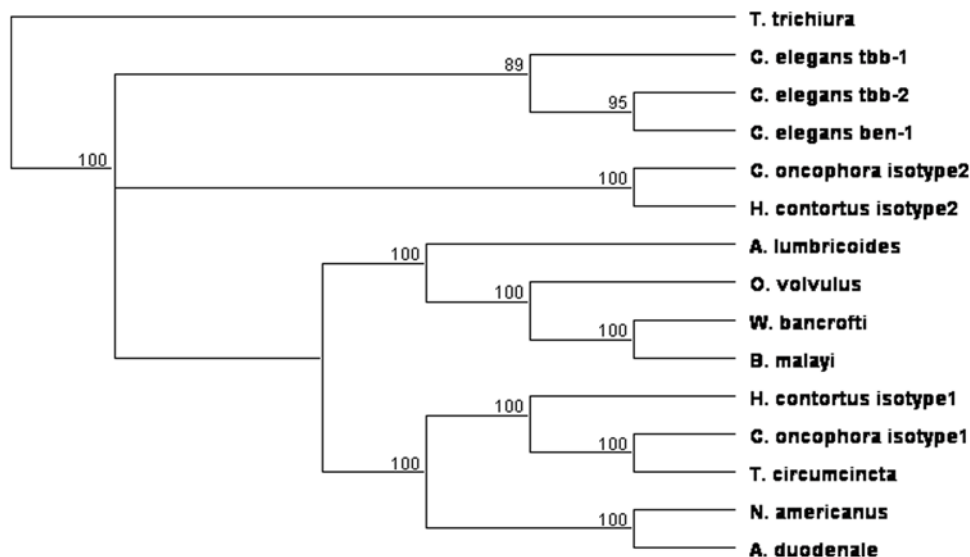 T. trichiura
89
C. elegans tbb-1
95
C. elegans tbb-2
C. elegans ben-1
100
100
C. oncophora isotype2
H. contortus isotype2
100
A. lumbricoides
100
O. volvulus
100
W. bancrofti
B. malayi
100
H. contortus isotype1
100
C. oncophora isotype1
100
T. circumcincta
100
N. americanus
A. duodenale